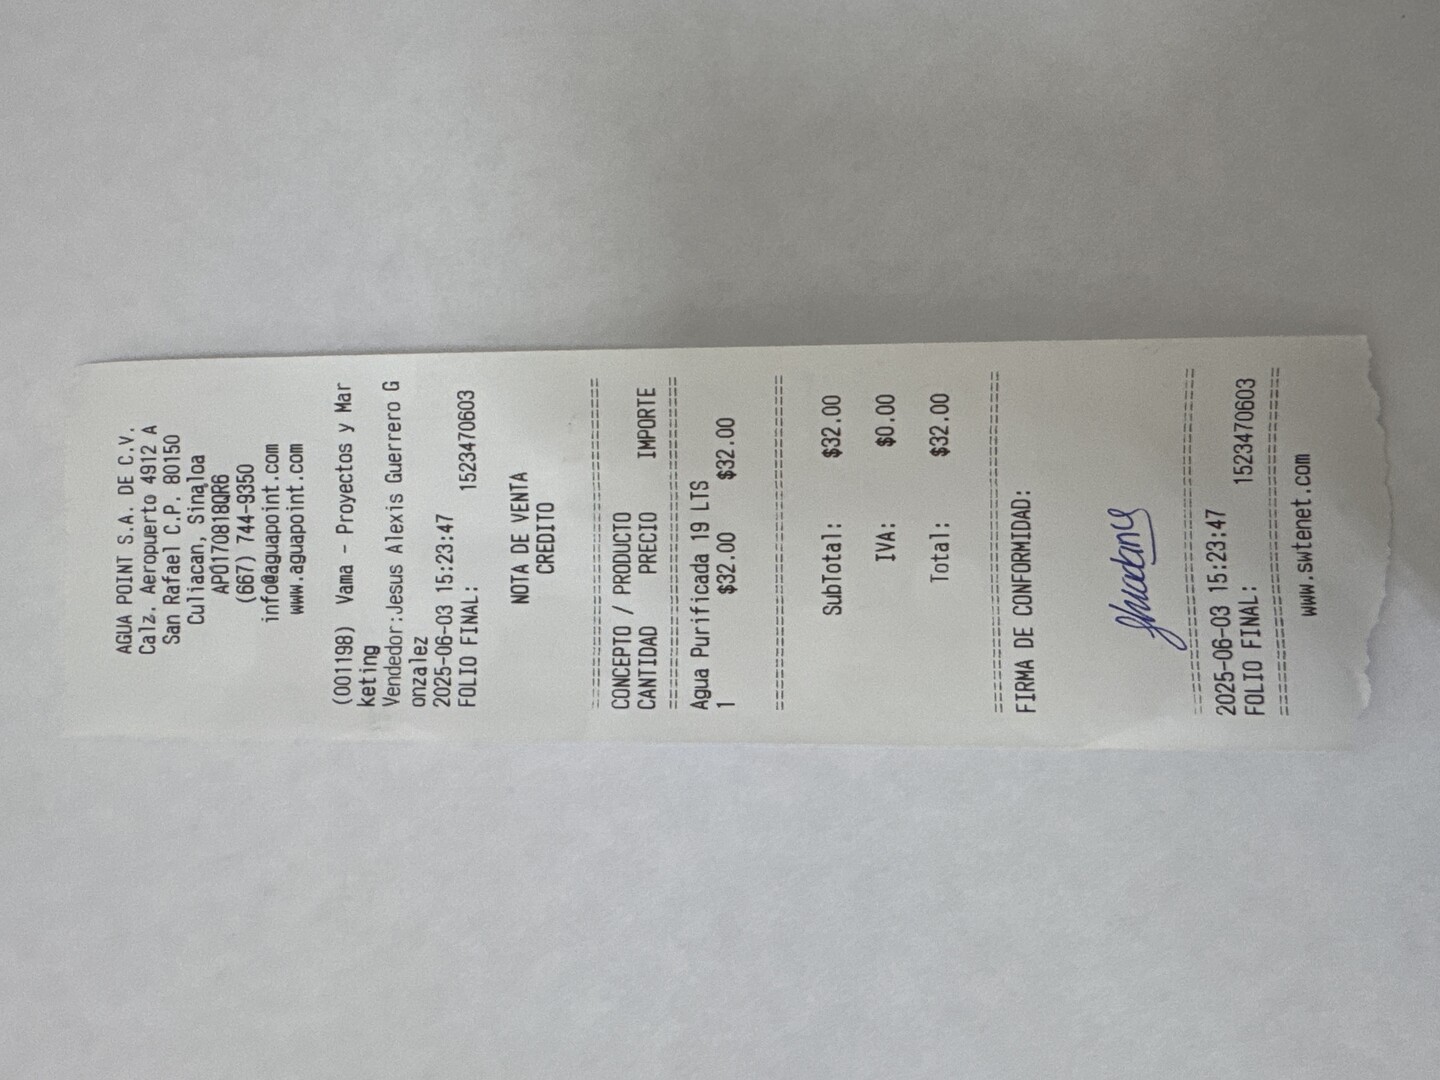 AGUA POINT S.A. DE C.V.
Calz. Aeropuerto 4912 A
San Rafael C.P. 80150
Culiacan, Sinaloa
APO170818QR6
(667) 744-9350
info@aguapoint.com
www.aguapoint.com
(001198) Vama - Proyectos y Mar
keting
Vendedor:Jesus Alexis Guerrero G
onzalez
2025-06-03 15:23:47
FOLIO FINAL: 1523470603
NOTA DE VENTA
CREDITO
================================
CONCEPTO / PRODUCTO
CANTIDAD PRECIO IMPORTE
================================
Agua Purificada 19 LTS
1 $32.00 $32.00
================================
SubTotal: $32.00
IVA: $0.00
Total: $32.00
================================
FIRMA DE CONFORMIDAD:
================================
2025-06-03 15:23:47
FOLIO FINAL: 1523470603
================================
www.swtenet.com